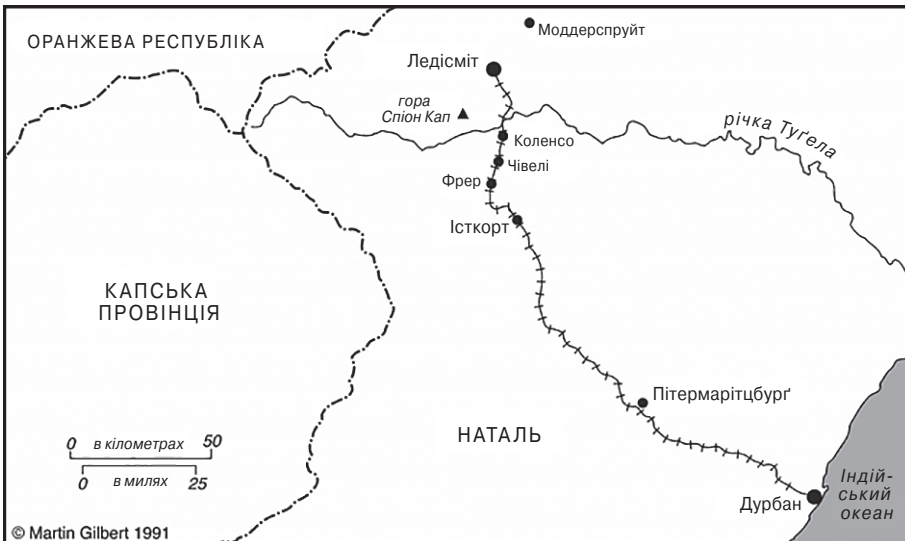 Моддерспруйт
ОРАНЖЕВА РЕСПУБЛІКА
Ледісміт
гора
Спіон Кап
річка Туґела
Коленсо
Чівелі
Фрер
Істкорт
КАПСЬКА
ПРОВІНЦІЯ
Пітермарітцбурґ
НАТАЛЬ
0 в кілометрах 50
0 в милях 25
Індій-
ський
океан
Дурбан
© Martin Gilbert 1991